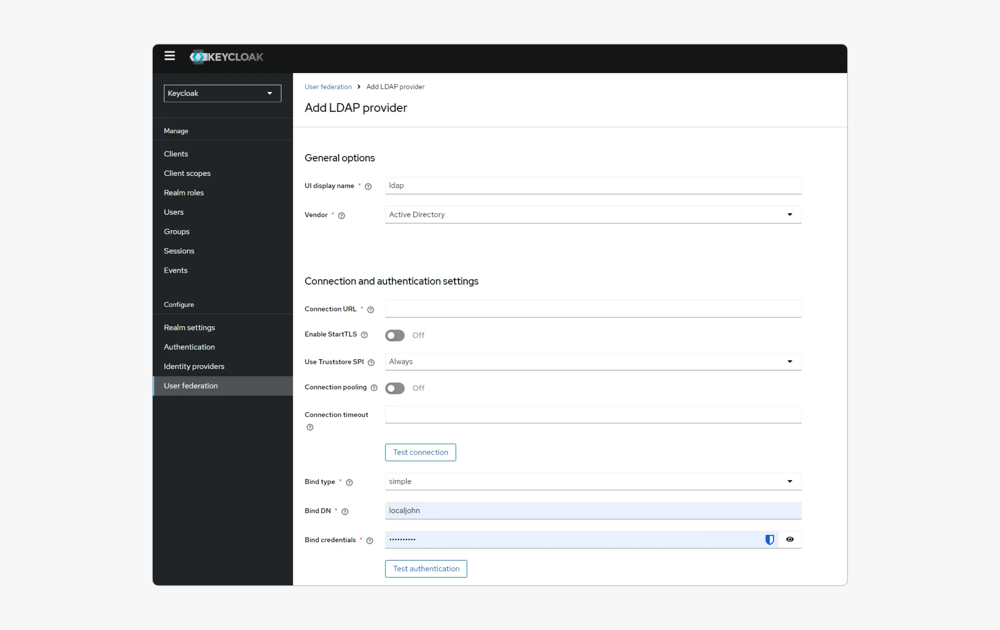 KEYCLOAK
Keycloak
Manage
Clients
Client scopes
Realm roles
Users
Groups
Sessions
Events
Configure
Realm settings
Authentication
Identity providers
User federation
User federation > Add LDAP provider
Add LDAP provider
General options
UI display name * ldap
Vendor * Active Directory
Connection and authentication settings
Connection URL *
Enable StartTLS Off
Use Truststore SPI Always
Connection pooling Off
Connection timeout
Test connection
Bind type * simple
Bind DN * localjohn
Bind credentials * ••••••••••
Test authentication